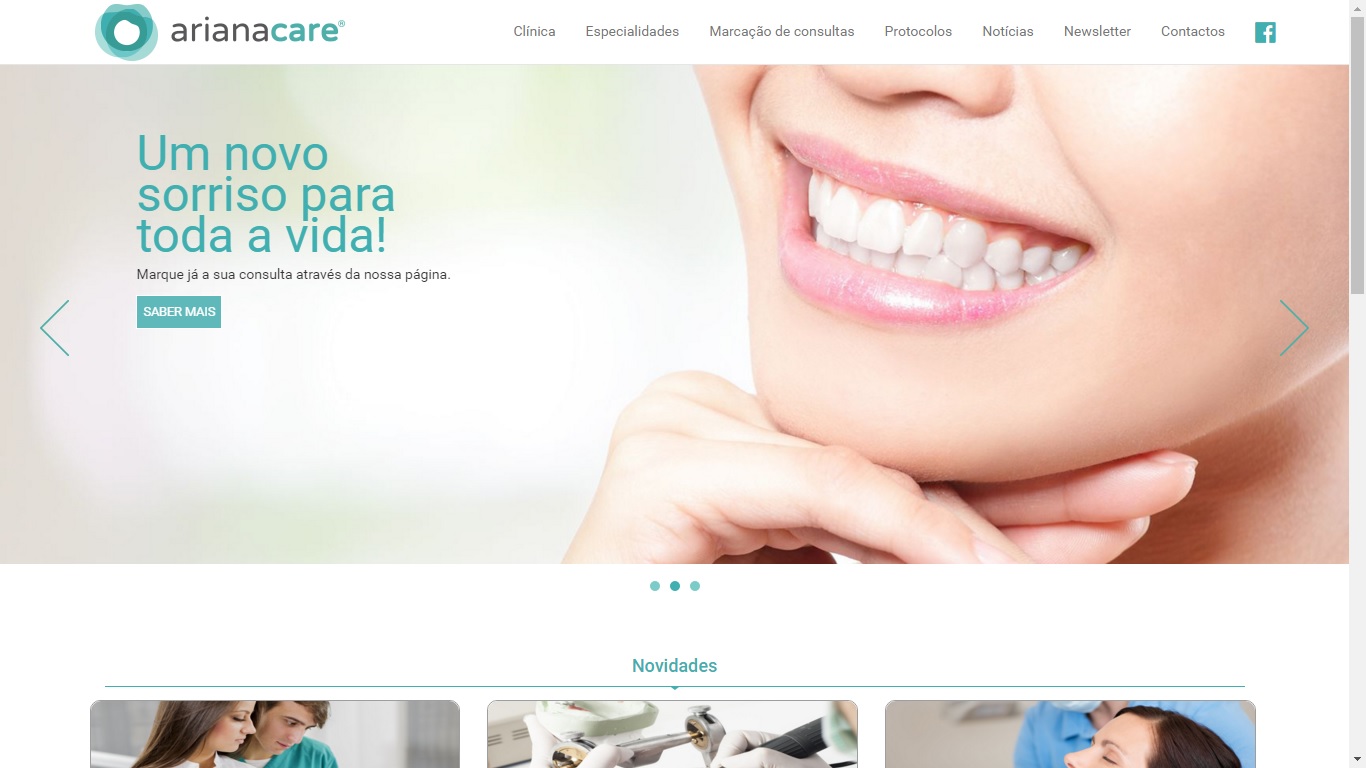 arianacare®
Clínica
Especialidades
Marcação de consultas
Protocolos
Notícias
Newsletter
Contactos
Um novo
sorriso para
toda a vida!
Marque já a sua consulta através da nossa página.
SABER MAIS
Novidades